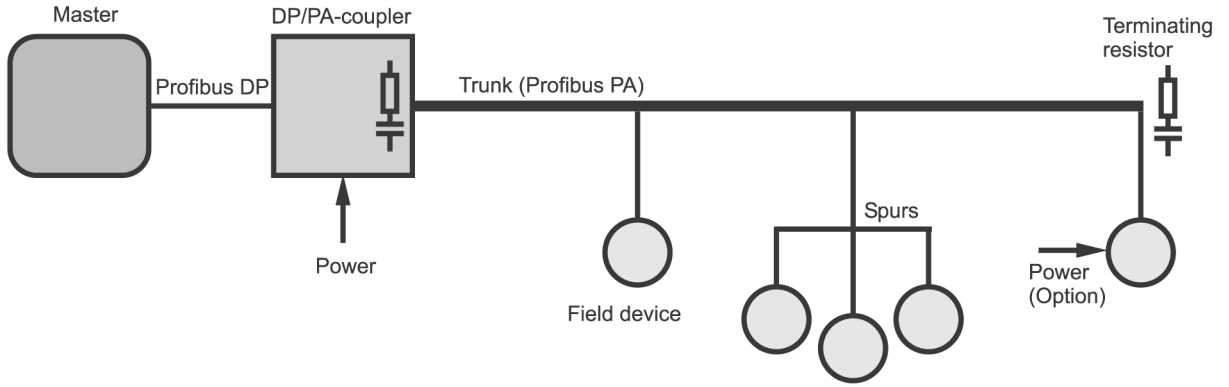 Master
DP/PA-coupler
Terminating
resistor
Profibus DP
Trunk (Profibus PA)
Spurs
Power
Power
(Option)
Field device